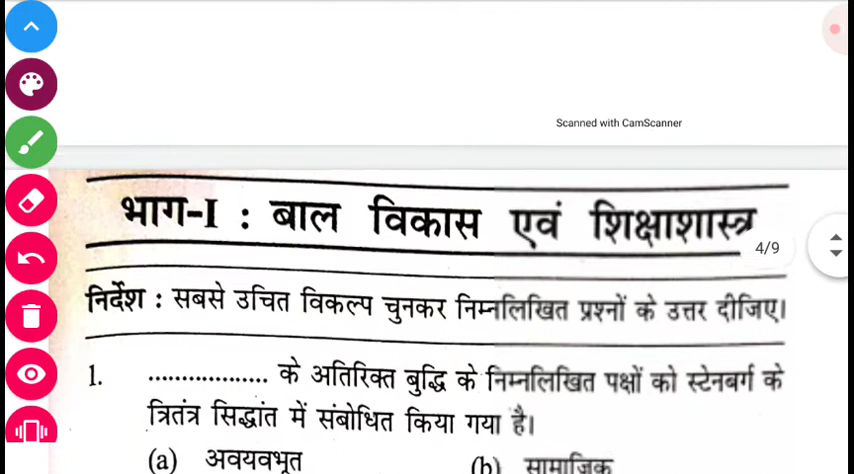 Scanned with CamScanner
भाग-I : बाल विकास एवं शिक्षाशास्त्र
4/9
निर्देश : सबसे उचित विकल्प चुनकर निम्नलिखित प्रश्नों के उत्तर दीजिए।
1. .................. के अतिरिक्त बुद्धि के निम्नलिखित पक्षों को स्टेनबर्ग के
त्रितंत्र सिद्धांत में संबोधित किया गया है।
(a) अवयवभूत (b) सामाजिक